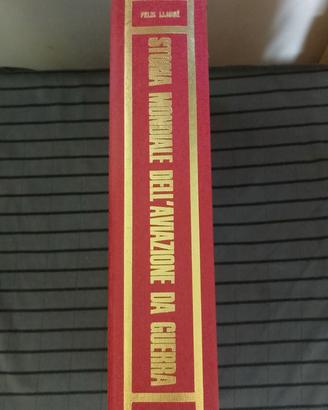 FELIX LLAUGÉ
STORIA MONDIALE DELL'AVIAZIONE DA GUERRA